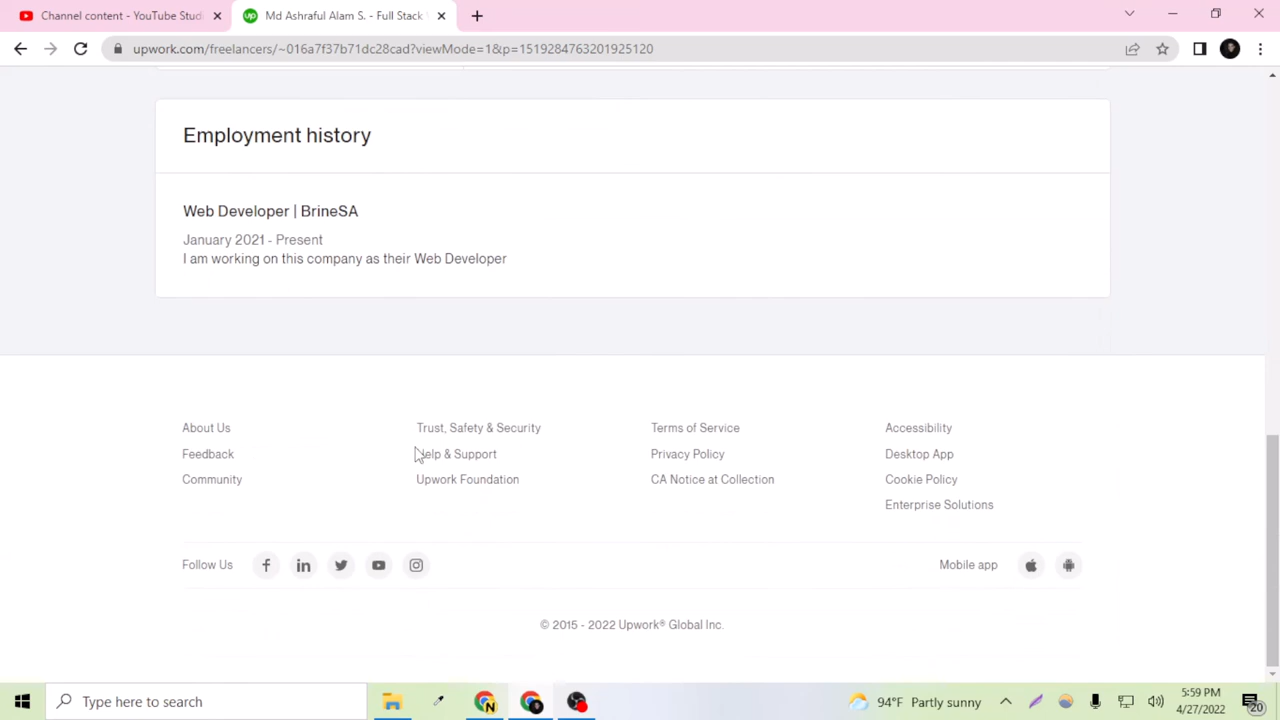 Channel content - YouTube Studi
Md Ashraful Alam S. - Full Stack
upwork.com/freelancers/~016a7f37b71dc28cad?viewMode=1&p=1519284763201925120
Employment history
Web Developer | BrineSA
January 2021 - Present
I am working on this company as their Web Developer
About Us
Trust, Safety & Security
Terms of Service
Accessibility
Feedback
Help & Support
Privacy Policy
Desktop App
Community
Upwork Foundation
CA Notice at Collection
Cookie Policy
Enterprise Solutions
Follow Us
Mobile app
© 2015 - 2022 Upwork® Global Inc.
Type here to search
94°F Partly sunny
5:59 PM
4/27/2022
20